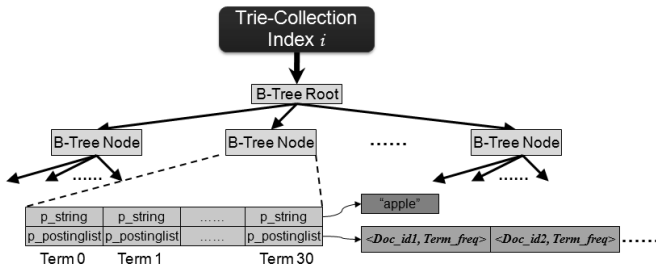 Trie-Collection
Index i
B-Tree Root
B-Tree Node B-Tree Node ...... B-Tree Node
...... ......
p_string p_string ...... p_string "apple"
p_postinglist p_postinglist ...... p_postinglist <Doc_id1, Term_freq> <Doc_id2, Term_freq> ......
Term 0 Term 1 Term 30